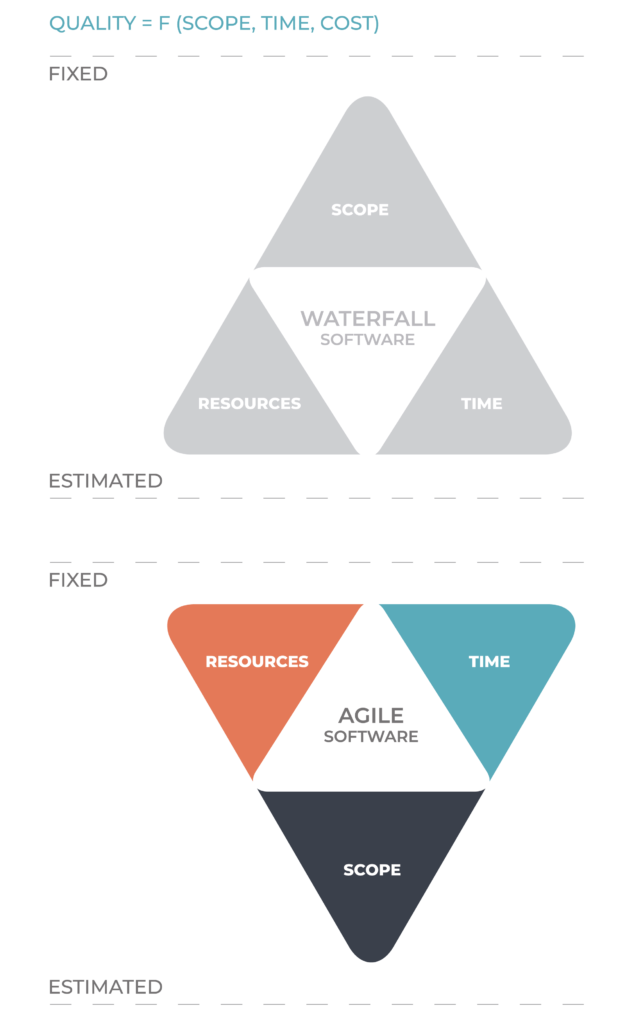 QUALITY = F (SCOPE, TIME, COST)
FIXED
SCOPE
WATERFALL
SOFTWARE
RESOURCES
TIME
ESTIMATED
FIXED
RESOURCES
TIME
AGILE
SOFTWARE
SCOPE
ESTIMATED